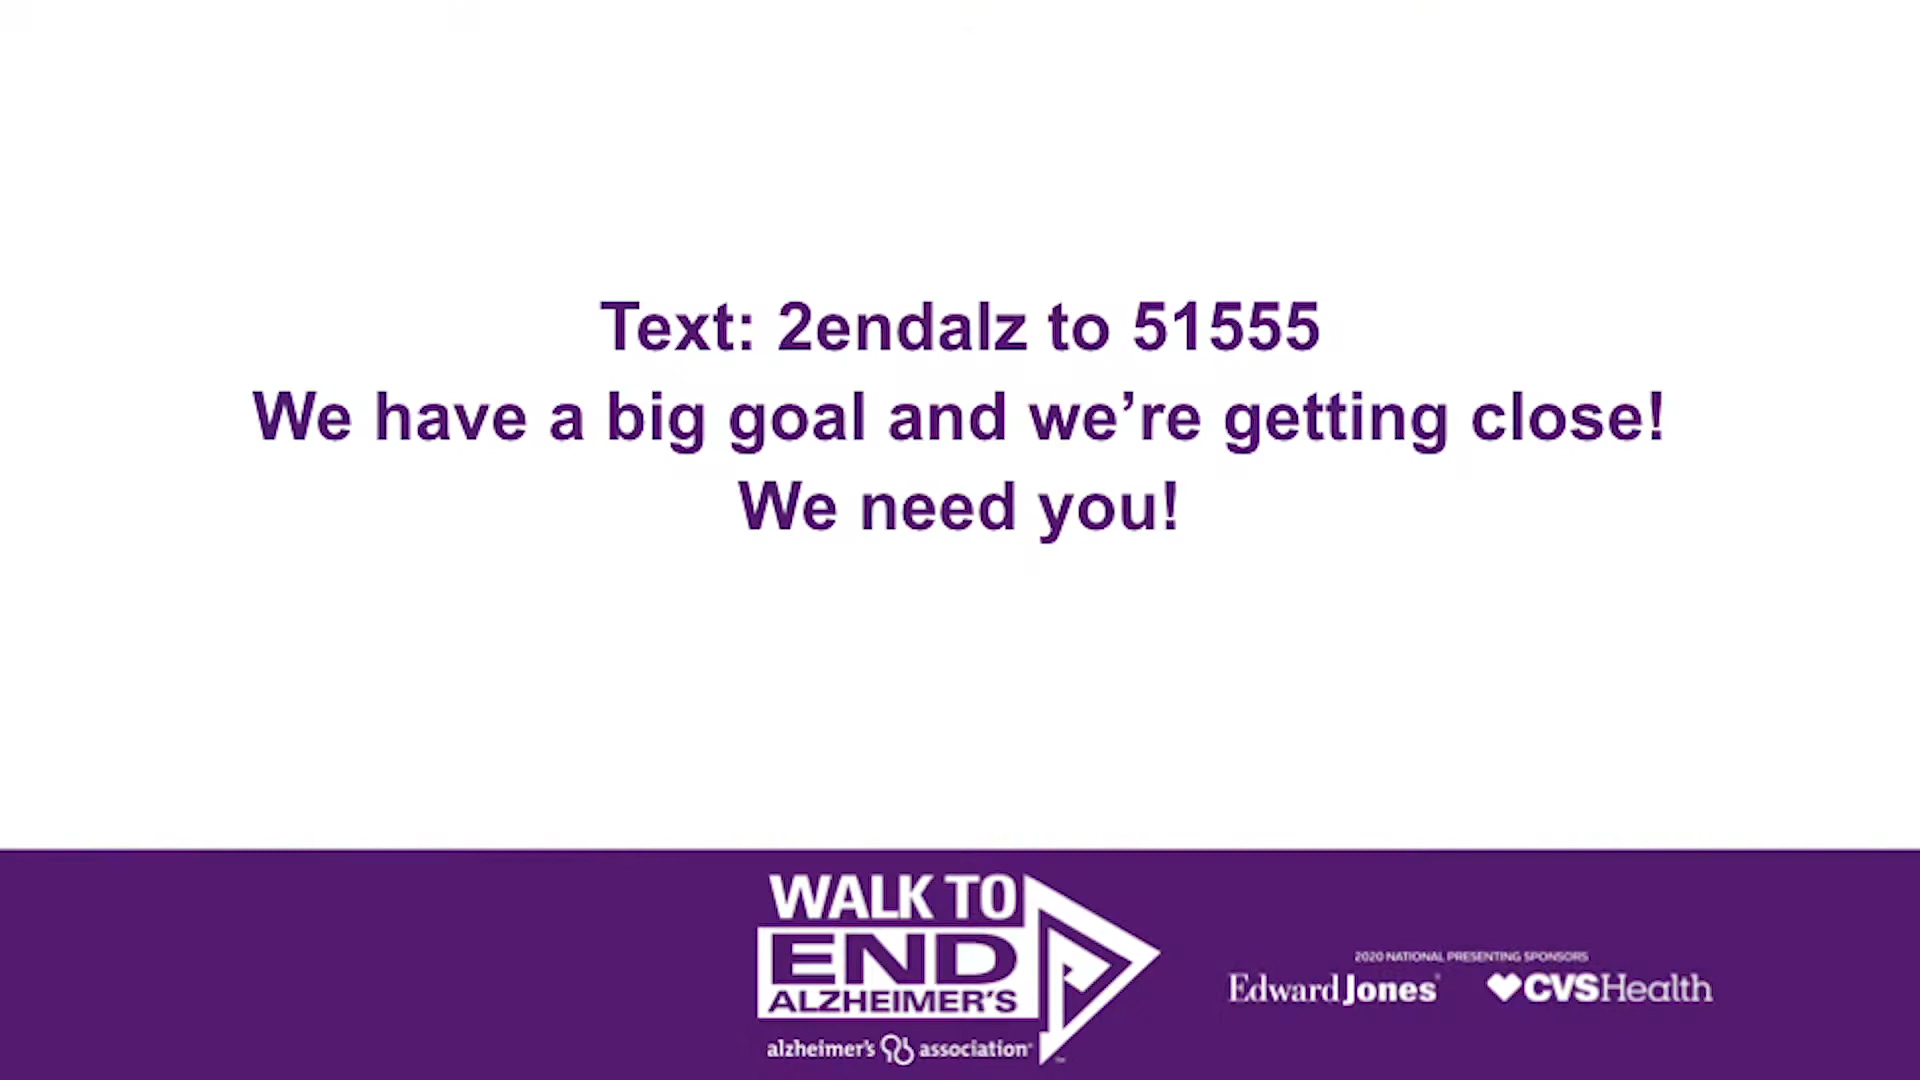 Text: 2endalz to 51555
We have a big goal and we’re getting close!
We need you!
WALK TO
END
ALZHEIMER'S
alzheimer's association®
2020 NATIONAL PRESENTING SPONSORS
Edward Jones®
CVSHealth